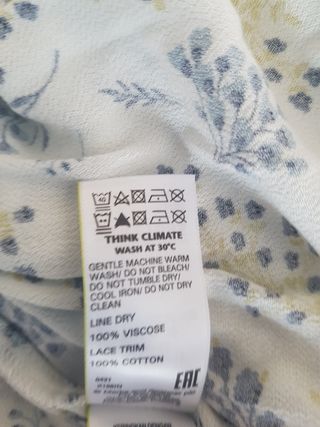 40
THINK CLIMATE
WASH AT 30°C
GENTLE MACHINE WARM
WASH/ DO NOT BLEACH/
DO NOT TUMBLE DRY/
COOL IRON/ DO NOT DRY
CLEAN
LINE DRY
100% VISCOSE
LACE TRIM
100% COTTON
EAC